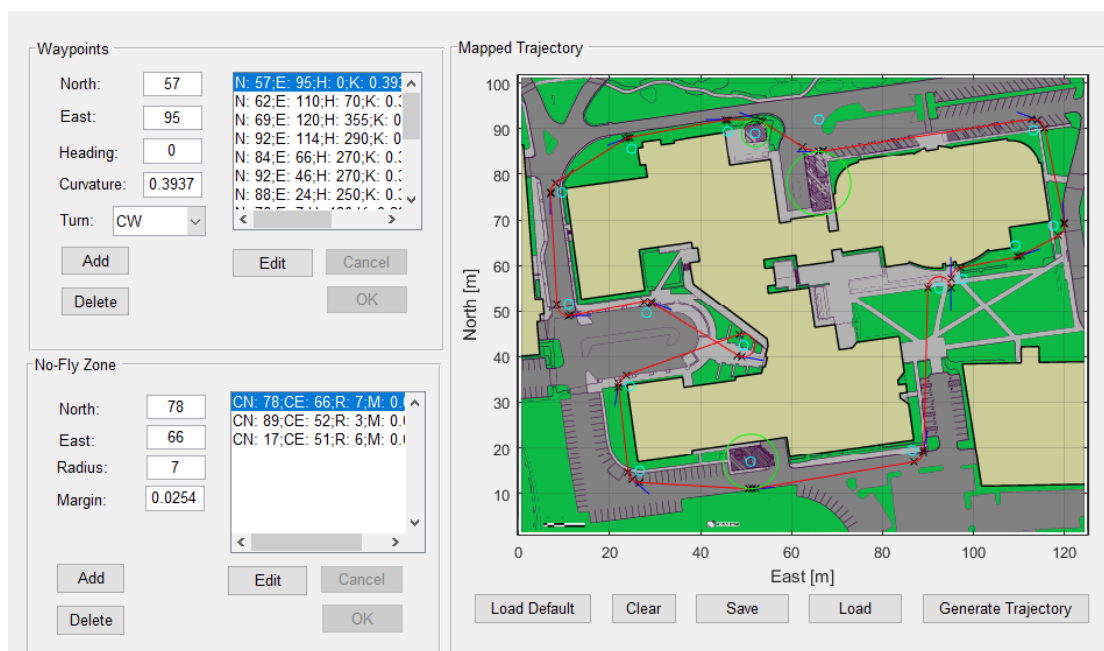 Waypoints
North: 57
East: 95
Heading: 0
Curvature: 0.3937
Turn: CW
Add
Delete
N: 57;E: 95;H: 0;K: 0.393
N: 62;E: 110;H: 70;K: 0.3
N: 69;E: 120;H: 355;K: 0
N: 92;E: 114;H: 290;K: 0
N: 84;E: 66;H: 270;K: 0.3
N: 92;E: 46;H: 270;K: 0.3
N: 88;E: 24;H: 250;K: 0.3
Edit
Cancel
OK
No-Fly Zone
North: 78
East: 66
Radius: 7
Margin: 0.0254
Add
Delete
CN: 78;CE: 66;R: 7;M: 0.0
CN: 89;CE: 52;R: 3;M: 0.0
CN: 17;CE: 51;R: 6;M: 0.0
Edit
Cancel
OK
Mapped Trajectory
North [m]
100
90
80
70
60
50
40
30
20
10
0 20 40 60 80 100 120
East [m]
Load Default
Clear
Save
Load
Generate Trajectory